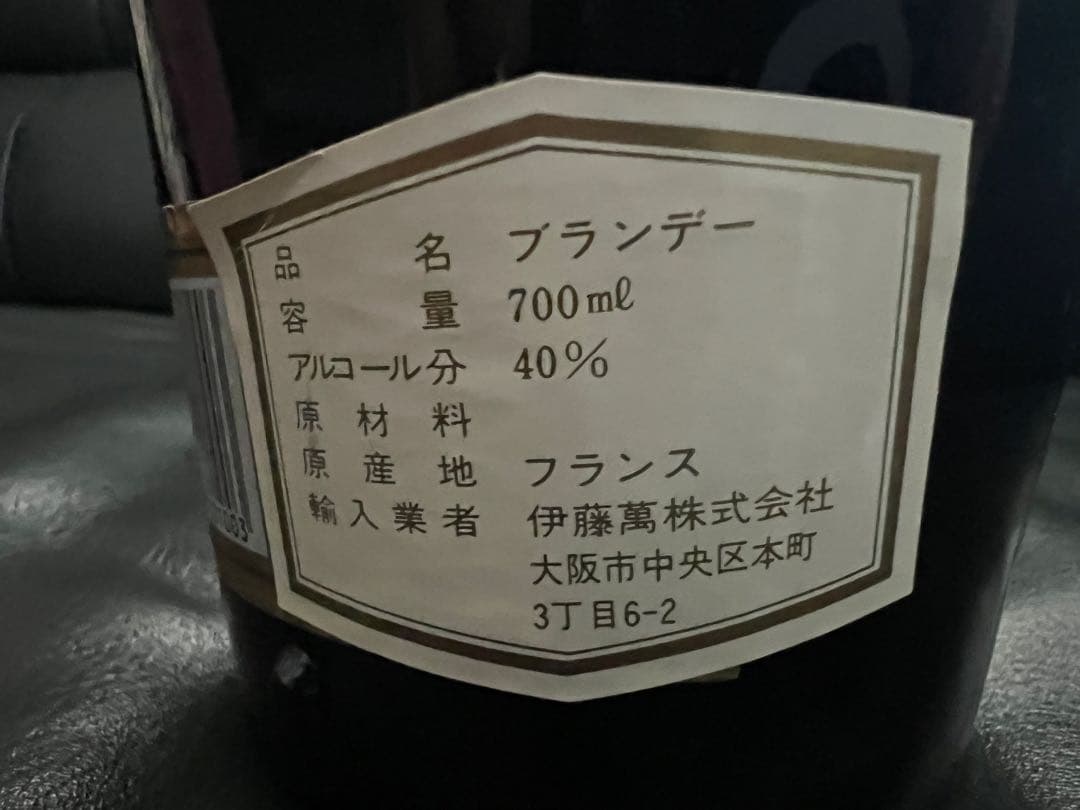 品名 ブランデー
容量 700mℓ
アルコール分 40%
原材料
原産地 フランス
輸入業者 伊藤萬株式会社
大阪市中央区本町
3丁目6-2